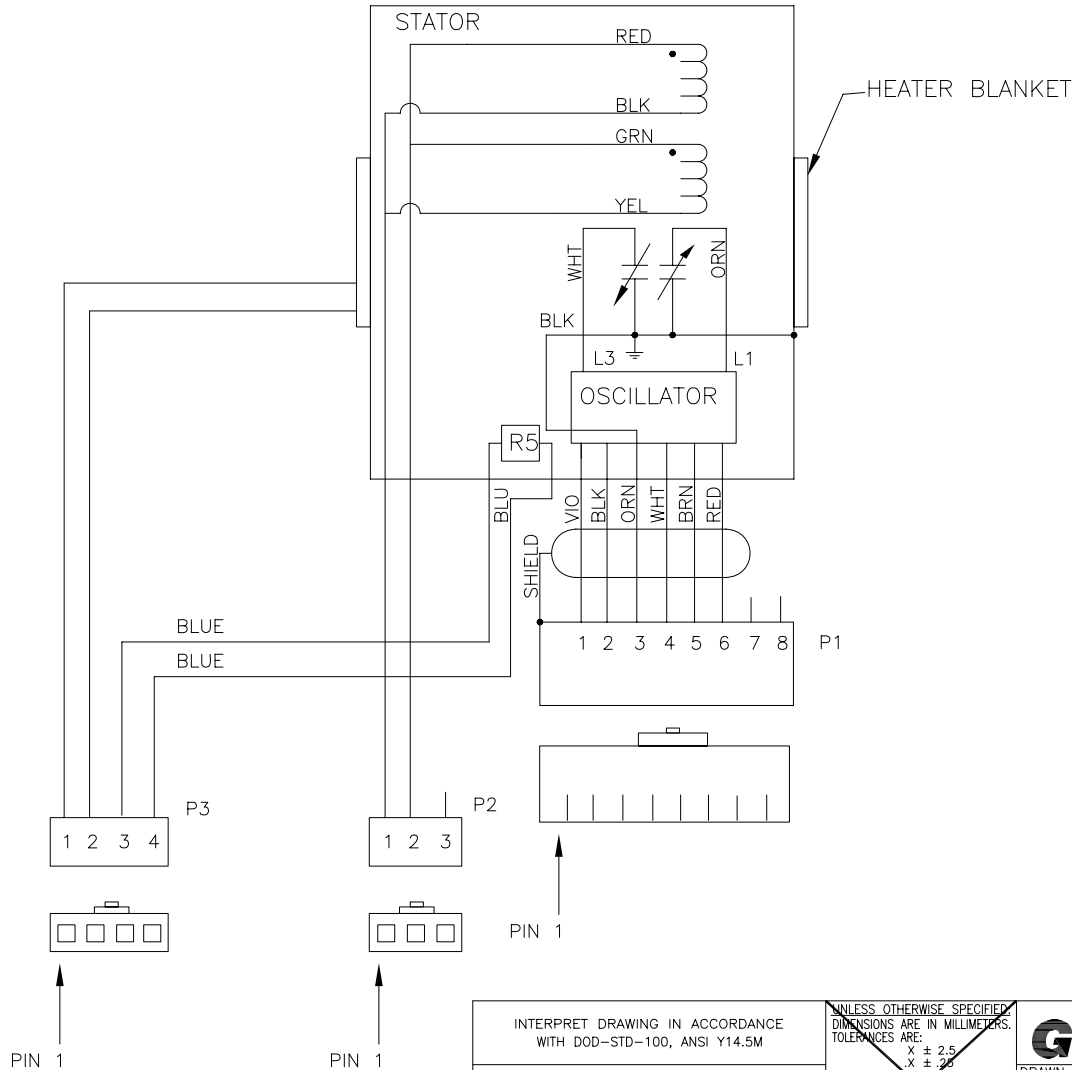 STATOR
RED
HEATER BLANKET
BLK
GRN
YEL
WHT
ORN
BLK
L3
L1
OSCILLATOR
R5
BLU
VIO
BLK
ORN
WHT
BRN
RED
SHIELD
BLUE
1 2 3 4 5 6 7 8 P1
BLUE
P3
P2
1 2 3 4
1 2 3
PIN 1
PIN 1
PIN 1
INTERPRET DRAWING IN ACCORDANCE
WITH DOD-STD-100, ANSI Y14.5M
UNLESS OTHERWISE SPECIFIED:
DIMENSIONS ARE IN MILLIMETERS.
TOLERANCES ARE:
X ± 2.5
.X ± .25
G
DRAWN